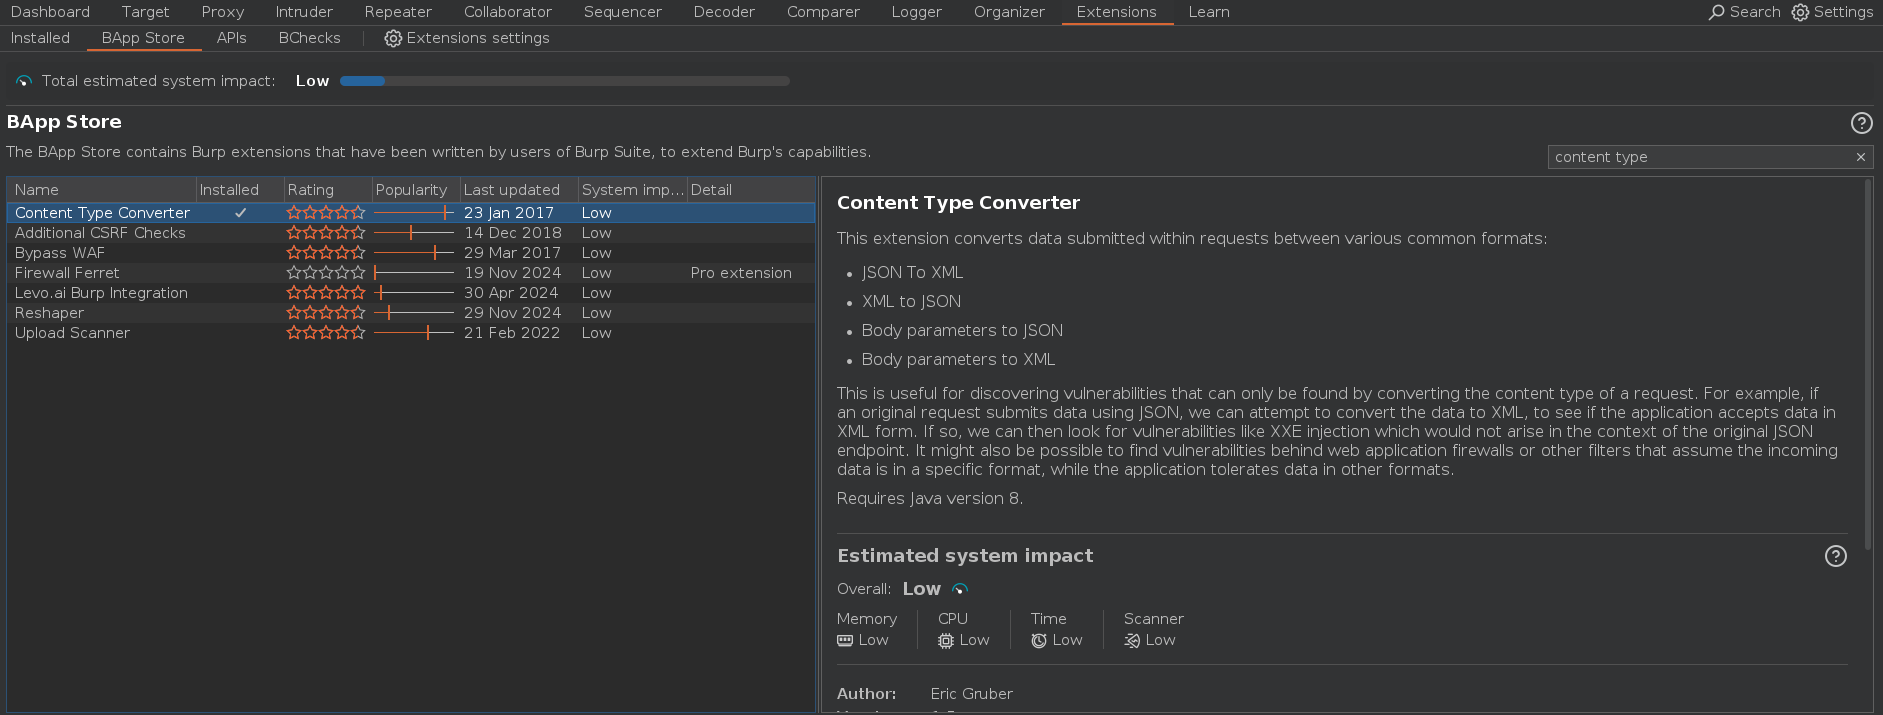 Dashboard Target Proxy Intruder Repeater Collaborator Sequencer Decoder Comparer Logger Organizer Extensions Learn Search Settings
Installed BApp Store APIs BChecks Extensions settings
Total estimated system impact: Low
BApp Store
The BApp Store contains Burp extensions that have been written by users of Burp Suite, to extend Burp's capabilities.
content type
Name Installed Rating Popularity Last updated System imp... Detail
Content Type Converter 23 Jan 2017 Low
Additional CSRF Checks 14 Dec 2018 Low
Bypass WAF 29 Mar 2017 Low
Firewall Ferret 19 Nov 2024 Low Pro extension
Levo.ai Burp Integration 30 Apr 2024 Low
Reshaper 29 Nov 2024 Low
Upload Scanner 21 Feb 2022 Low
Content Type Converter
This extension converts data submitted within requests between various common formats:
• JSON To XML
• XML to JSON
• Body parameters to JSON
• Body parameters to XML
This is useful for discovering vulnerabilities that can only be found by converting the content type of a request. For example, if
an original request submits data using JSON, we can attempt to convert the data to XML, to see if the application accepts data in
XML form. If so, we can then look for vulnerabilities like XXE injection which would not arise in the context of the original JSON
endpoint. It might also be possible to find vulnerabilities behind web application firewalls or other filters that assume the incoming
data is in a specific format, while the application tolerates data in other formats.
Requires Java version 8.
Estimated system impact
Overall: Low
Memory CPU Time Scanner
Low Low Low Low
Author: Eric Gruber